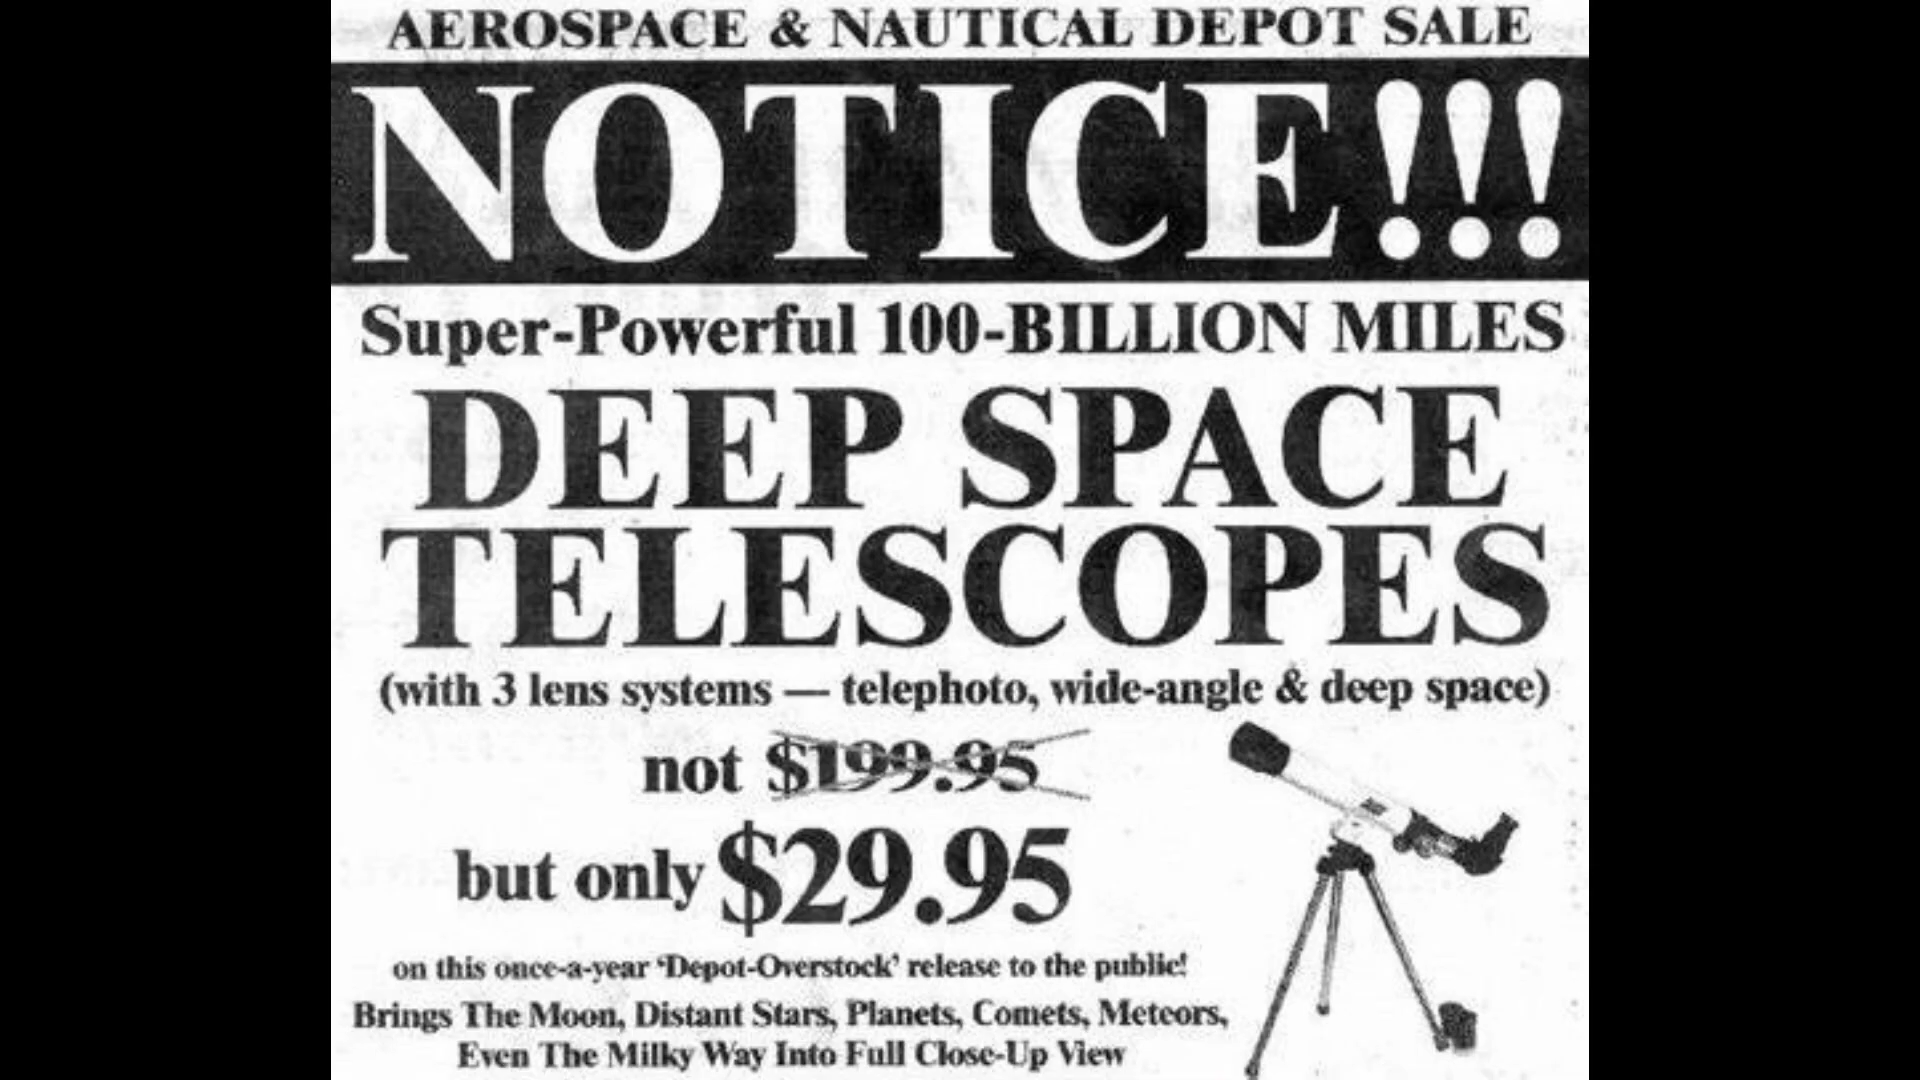 AEROSPACE & NAUTICAL DEPOT SALE
NOTICE!!!
Super-Powerful 100-BILLION MILES
DEEP SPACE
TELESCOPES
(with 3 lens systems — telephoto, wide-angle & deep space)
not $199.95
but only $29.95
on this once-a-year ‘Depot-Overstock’ release to the public!
Brings The Moon, Distant Stars, Planets, Comets, Meteors,
Even The Milky Way Into Full Close-Up View